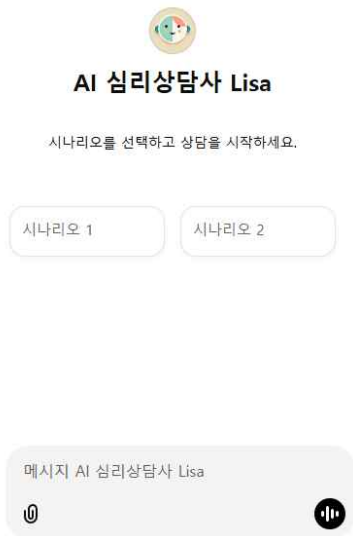 AI 심리상담사 Lisa
시나리오를 선택하고 상담을 시작하세요.
시나리오 1
시나리오 2
메시지 AI 심리상담사 Lisa